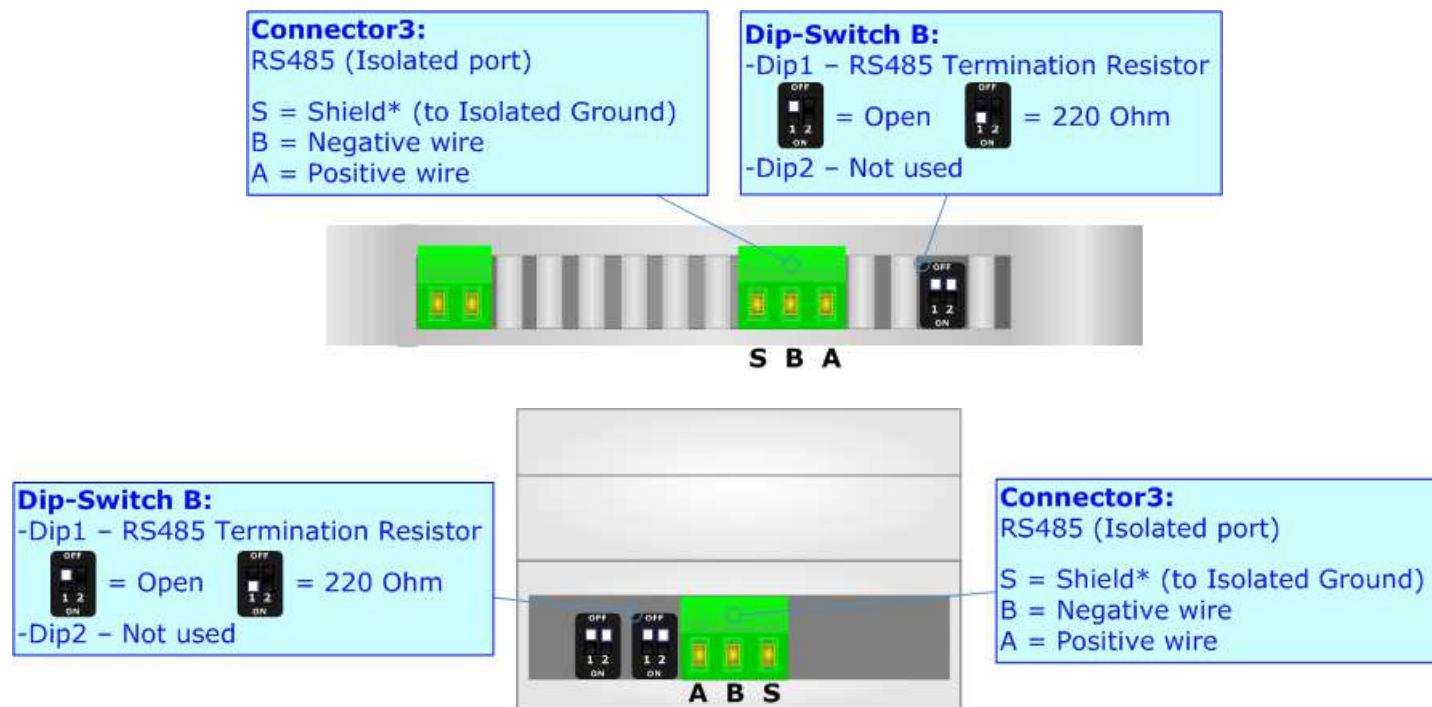 Connector3:
RS485 (Isolated port)
S = Shield* (to Isolated Ground)
B = Negative wire
A = Positive wire
Dip-Switch B:
-Dip1 – RS485 Termination Resistor
OFF
1 2
ON
= Open
OFF
1 2
ON
= 220 Ohm
-Dip2 – Not used
OFF
1 2
ON
S B A
Dip-Switch B:
-Dip1 – RS485 Termination Resistor
OFF
1 2
ON
= Open
OFF
1 2
ON
= 220 Ohm
-Dip2 – Not used
Connector3:
RS485 (Isolated port)
S = Shield* (to Isolated Ground)
B = Negative wire
A = Positive wire
OFF
1 2
ON
OFF
1 2
ON
A B S